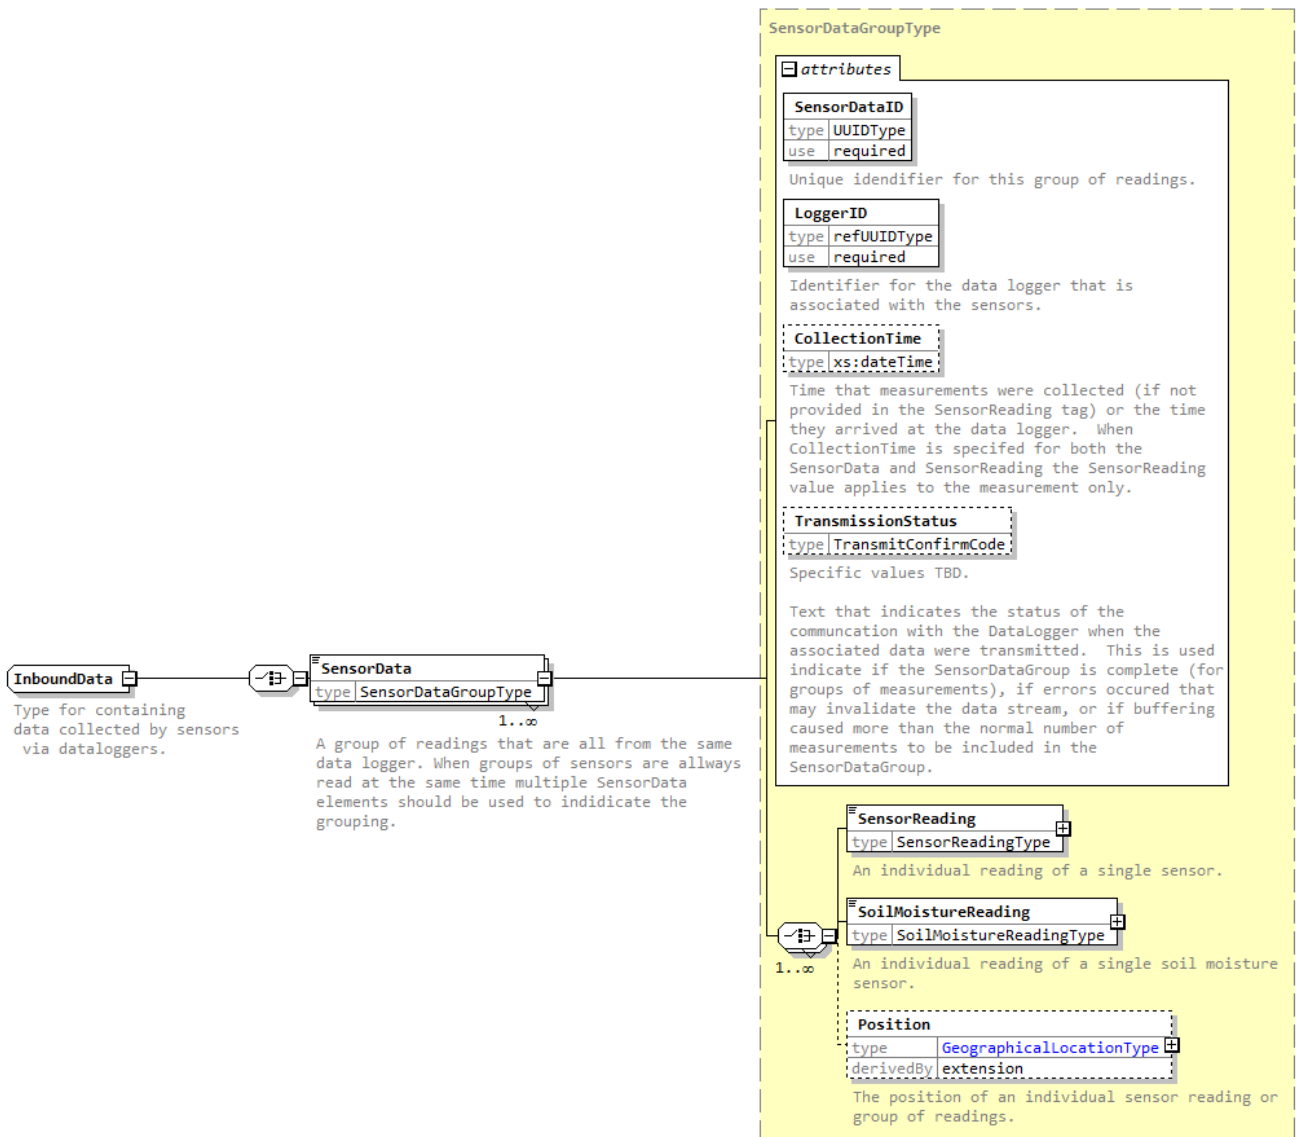 SensorDataGroupType
attributes
SensorDataID
type UUIDType
use required
Unique idendifier for this group of readings.
LoggerID
type refUUIDType
use required
Identifier for the data logger that is
associated with the sensors.
CollectionTime
type xs:dateTime
Time that measurements were collected (if not
provided in the SensorReading tag) or the time
they arrived at the data logger.  When
CollectionTime is specifed for both the
SensorData and SensorReading the SensorReading
value applies to the measurement only.
TransmissionStatus
type TransmitConfirmCode
Specific values TBD.
Text that indicates the status of the
communcation with the DataLogger when the
associated data were transmitted.  This is used
indicate if the SensorDataGroup is complete (for
groups of measurements), if errors occured that
may invalidate the data stream, or if buffering
caused more than the normal number of
measurements to be included in the
SensorDataGroup.
InboundData
Type for containing
data collected by sensors
via dataloggers.
SensorData
type SensorDataGroupType
1..∞
A group of readings that are all from the same
data logger. When groups of sensors are allways
read at the same time multiple SensorData
elements should be used to indidicate the
grouping.
SensorReading
type SensorReadingType
An individual reading of a single sensor.
SoilMoistureReading
type SoilMoistureReadingType
1..∞
An individual reading of a single soil moisture
sensor.
Position
type GeographicalLocationType
derivedBy extension
The position of an individual sensor reading or
group of readings.